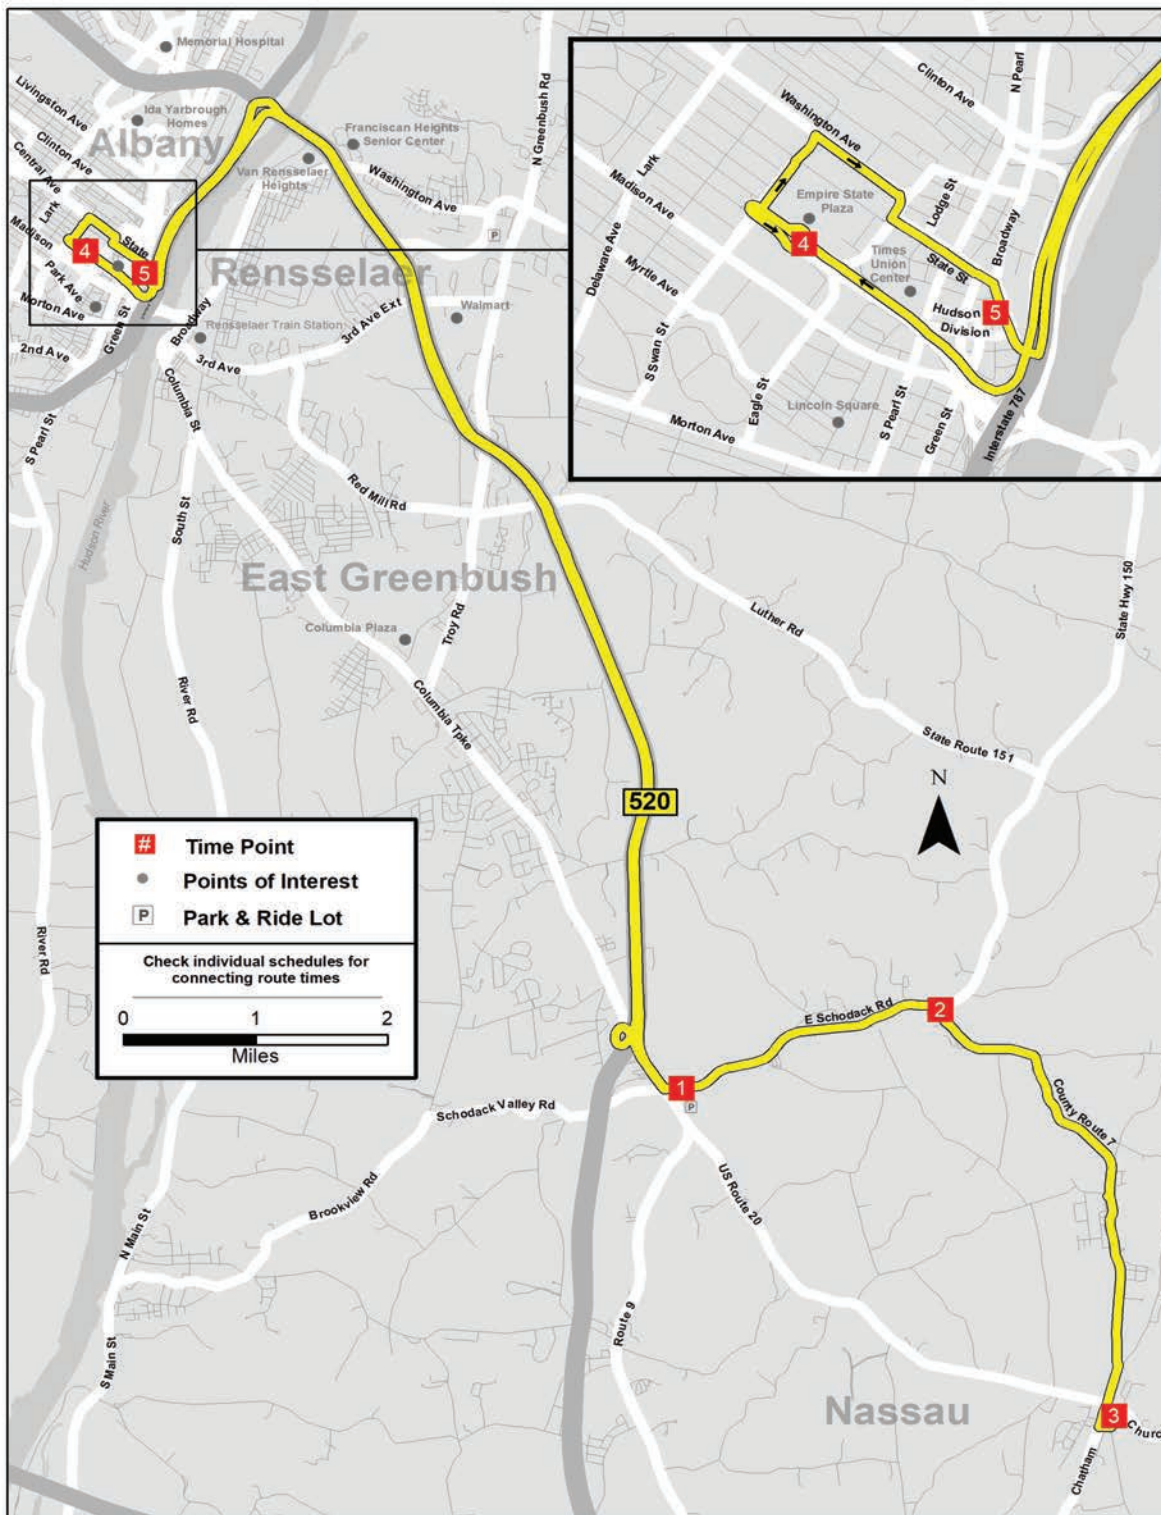 Memorial Hospital
Livingston Ave
Ida Yarbrough
Homes
Albany
Clinton Ave
Central Ave
Lark
Madison
State
4
5
Park Ave
Morton Ave
Green St
2nd Ave
S Pearl St
Franciscan Heights
Senior Center
Van Rensselaer
Heights
Washington Ave
N Greenbush Rd
P
Rensselaer
Walmart
Broadway
Rensselaer Train Station
3rd Ave Ext
3rd Ave
Columbia St
Hudson River
South St
Red Mill Rd
East Greenbush
Columbia Plaza
Troy Rd
River Rd
Columbia Tpke
Luther Rd
State Hwy 150
State Route 151
N
520
Clinton Ave
N Pearl
Washington Ave
Lark
Madison Ave
Empire State
Plaza
Lodge St
Broadway
4
Times
Union
Center
State St
Delaware Ave
Myrtle Ave
Hudson
Division
5
S Swan St
Eagle St
Lincoln Square
S Pearl St
Green St
Interstate 787
Morton Ave
# Time Point
Points of Interest
P Park & Ride Lot
Check individual schedules for
connecting route times
0 1 2
Miles
River Rd
E Schodack Rd
2
1
P
County Route 7
Schodack Valley Rd
Brookview Rd
US Route 20
N Main St
S Main St
Route 9
Nassau
3
Churc
Chatham